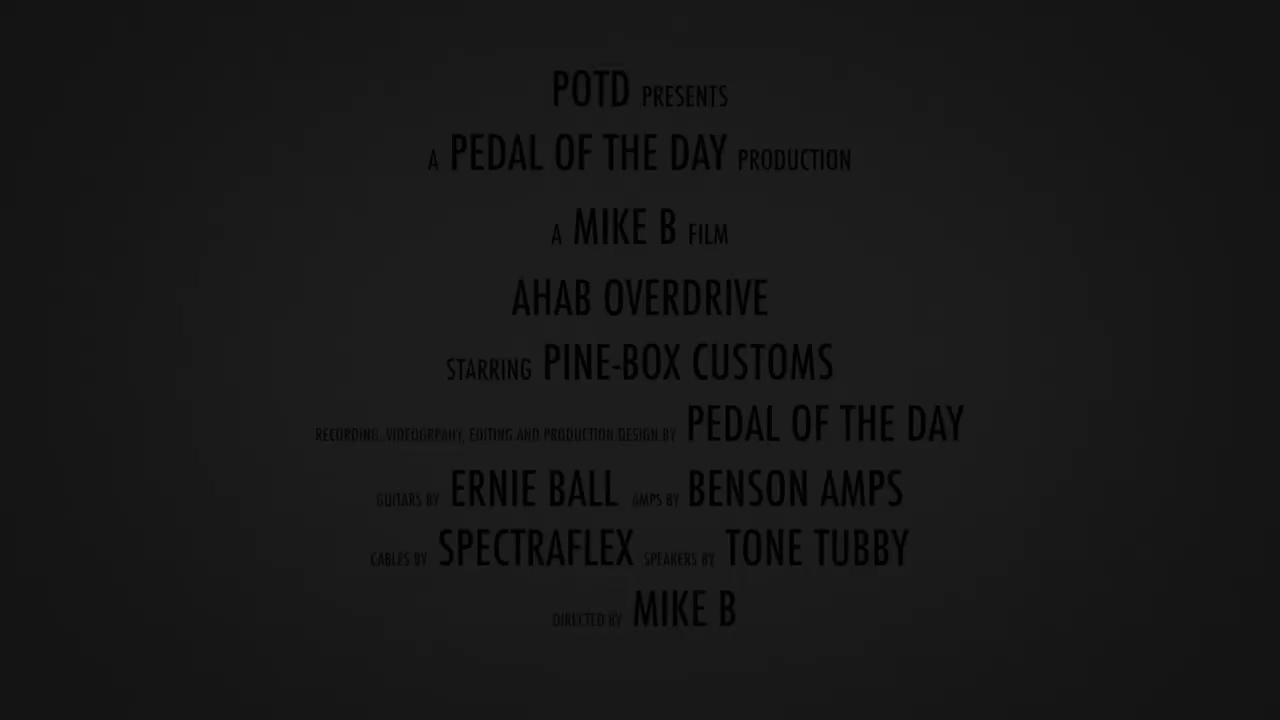 POTD PRESENTS
A PEDAL OF THE DAY PRODUCTION
A MIKE B FILM
AHAB OVERDRIVE
STARRING PINE-BOX CUSTOMS
RECORDING, VIDEOGRPAHY, EDITING AND PRODUCTION DESIGN BY PEDAL OF THE DAY
GUITARS BY ERNIE BALL AMPS BY BENSON AMPS
CABLES BY SPECTRAFLEX SPEAKERS BY TONE TUBBY
DIRECTED BY MIKE B